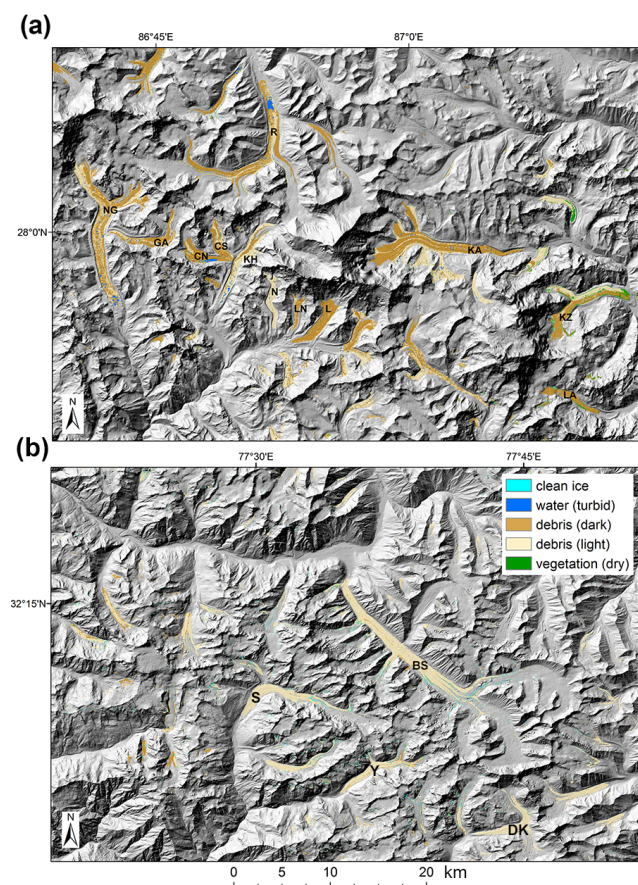 (a)
86°45'E
87°0'E
R
NG
28°0'N
GA
CS
CN
KH
KA
N
LN
L
KZ
LA
N
(b)
77°30'E
77°45'E
clean ice
water (turbid)
debris (dark)
debris (light)
vegetation (dry)
32°15'N
BS
S
Y
DK
N
0 5 10 20 km